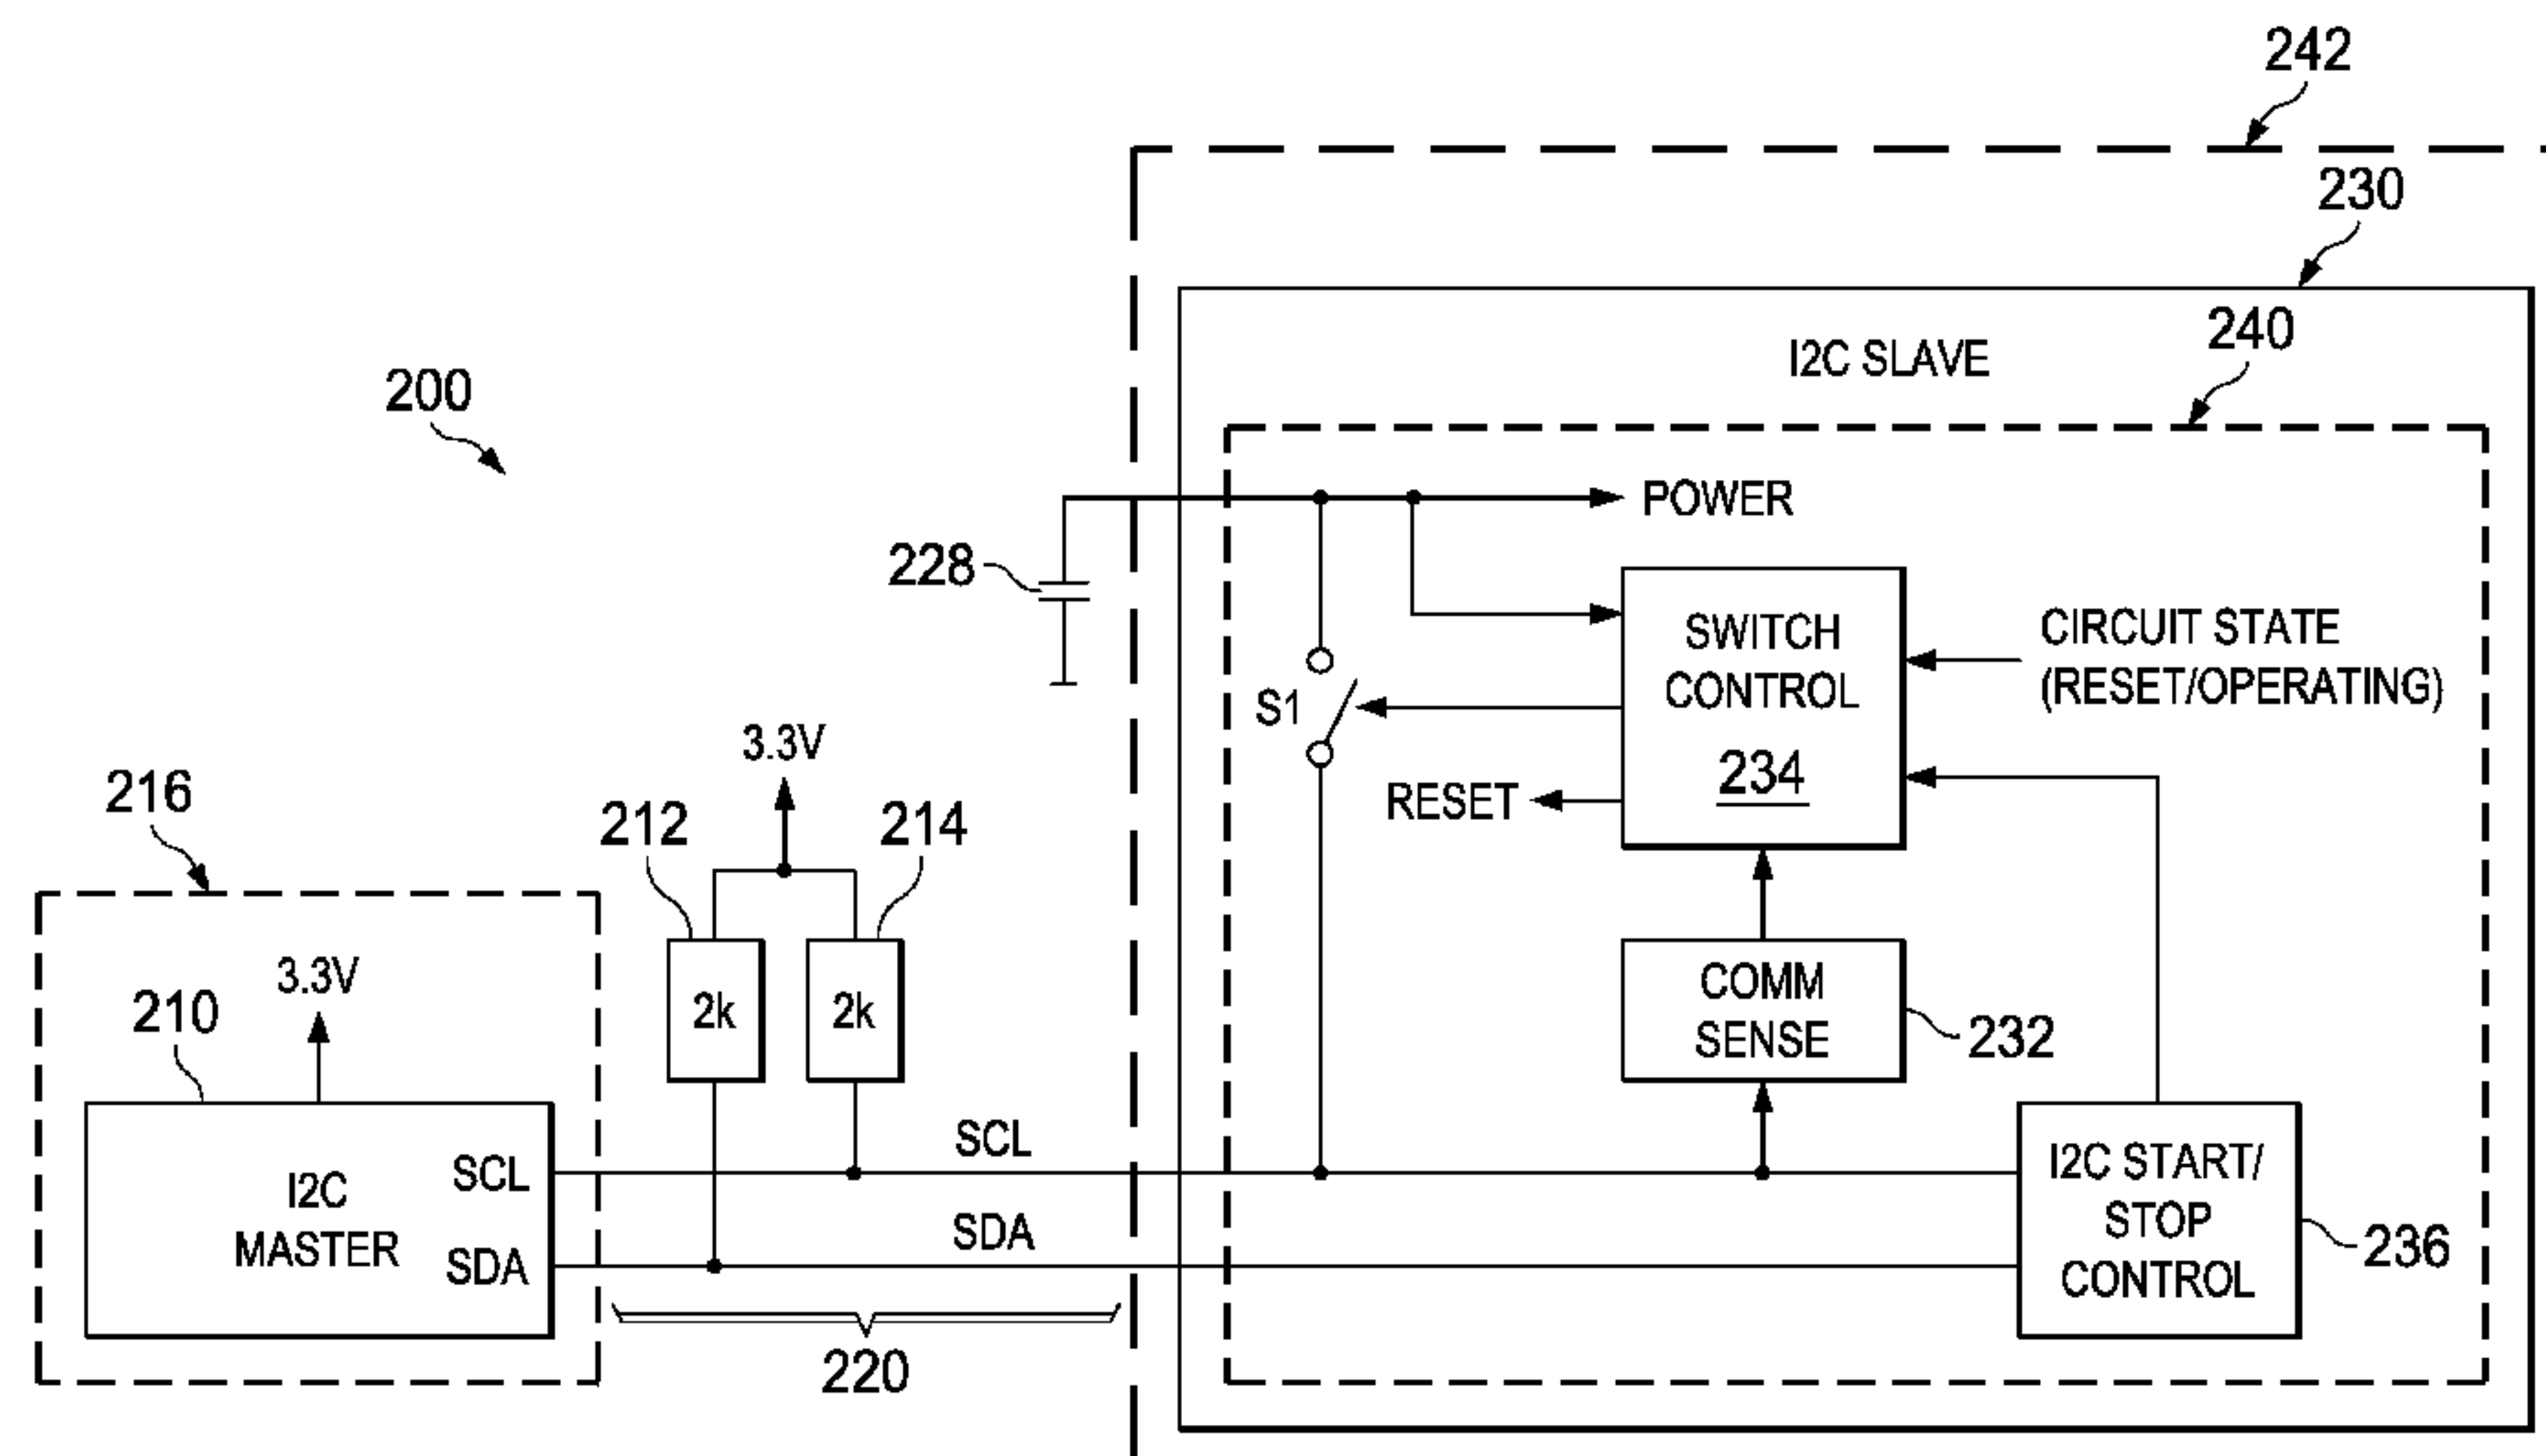 242
230
240
I2C SLAVE
200
POWER
228
SWITCH
CONTROL
234
CIRCUIT STATE
(RESET/OPERATING)
S1
RESET
3.3V
216
212
214
3.3V
210
2k
2k
COMM
SENSE
232
SCL
SCL
I2C
MASTER
SDA
SDA
I2C START/
STOP
CONTROL
236
220